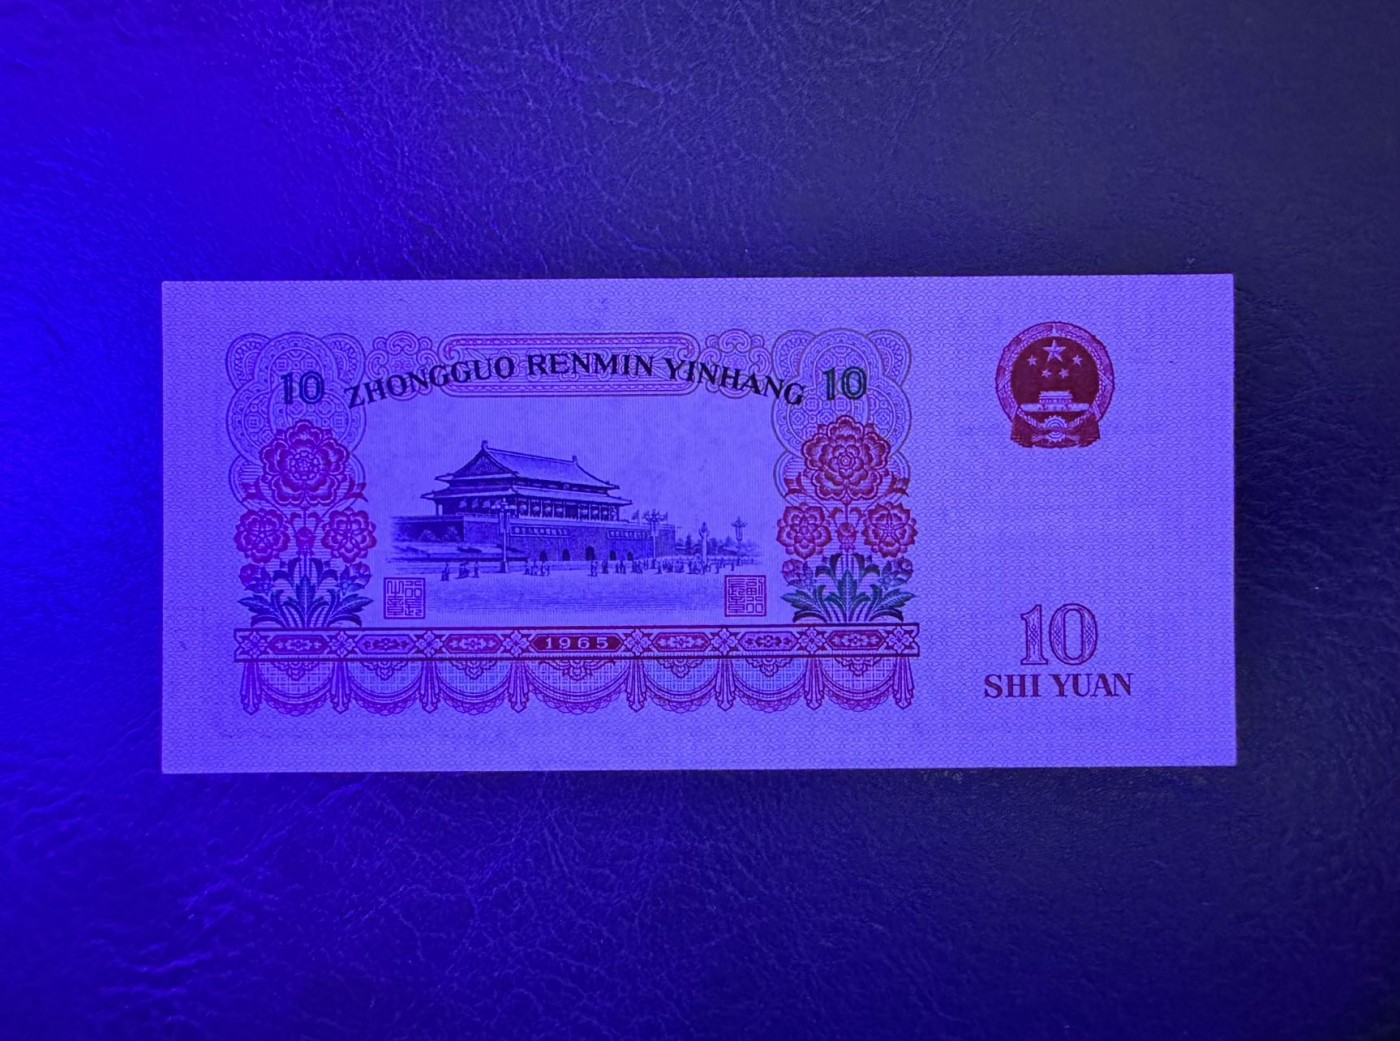 10 ZHONGGUO RENMIN YINHANG 10
1965
10
SHI YUAN